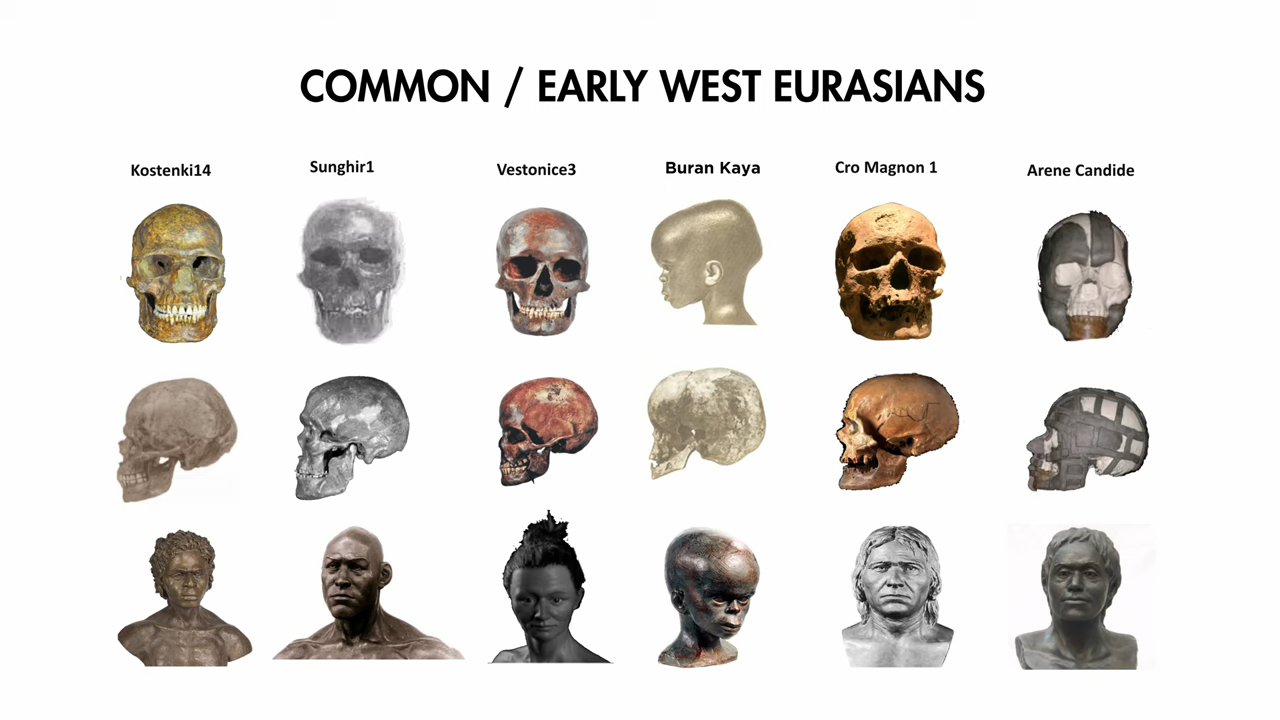 COMMON / EARLY WEST EURASIANS
Kostenki14
Sunghir1
Vestonice3
Buran Kaya
Cro Magnon 1
Arene Candide